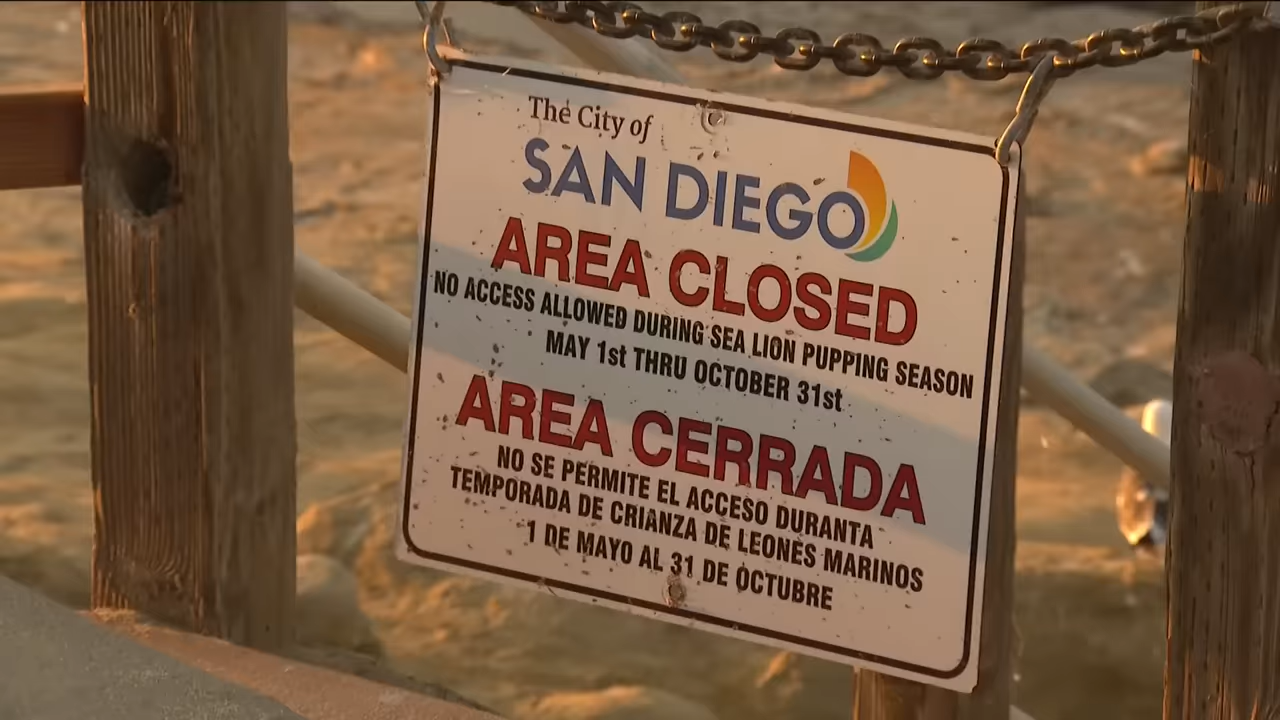 The City of
SAN DIEGO
AREA CLOSED
NO ACCESS ALLOWED DURING SEA LION PUPPING SEASON
MAY 1st THRU OCTOBER 31st
AREA CERRADA
NO SE PERMITE EL ACCESO DURANTA
TEMPORADA DE CRIANZA DE LEONES MARINOS
1 DE MAYO AL 31 DE OCTUBRE